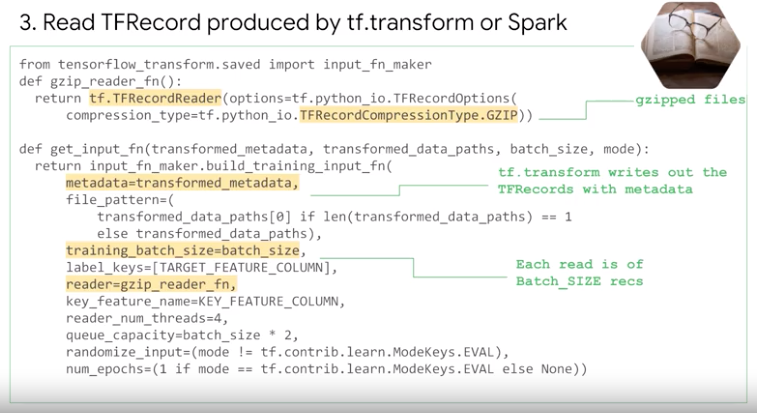 3. Read TFRecord produced by tf.transform or Spark
from tensorflow_transform.saved import input_fn_maker
def gzip_reader_fn():
  return tf.TFRecordReader(options=tf.python_io.TFRecordOptions(
      compression_type=tf.python_io.TFRecordCompressionType.GZIP))
gzipped files
def get_input_fn(transformed_metadata, transformed_data_paths, batch_size, mode):
  return input_fn_maker.build_training_input_fn(
      metadata=transformed_metadata,
      file_pattern=(
          transformed_data_paths[0] if len(transformed_data_paths) == 1
          else transformed_data_paths),
      training_batch_size=batch_size,
      label_keys=[TARGET_FEATURE_COLUMN],
      reader=gzip_reader_fn,
      key_feature_name=KEY_FEATURE_COLUMN,
      reader_num_threads=4,
      queue_capacity=batch_size * 2,
      randomize_input=(mode != tf.contrib.learn.ModeKeys.EVAL),
      num_epochs=(1 if mode == tf.contrib.learn.ModeKeys.EVAL else None))
tf.transform writes out the
TFRecords with metadata
Each read is of
Batch_SIZE recs